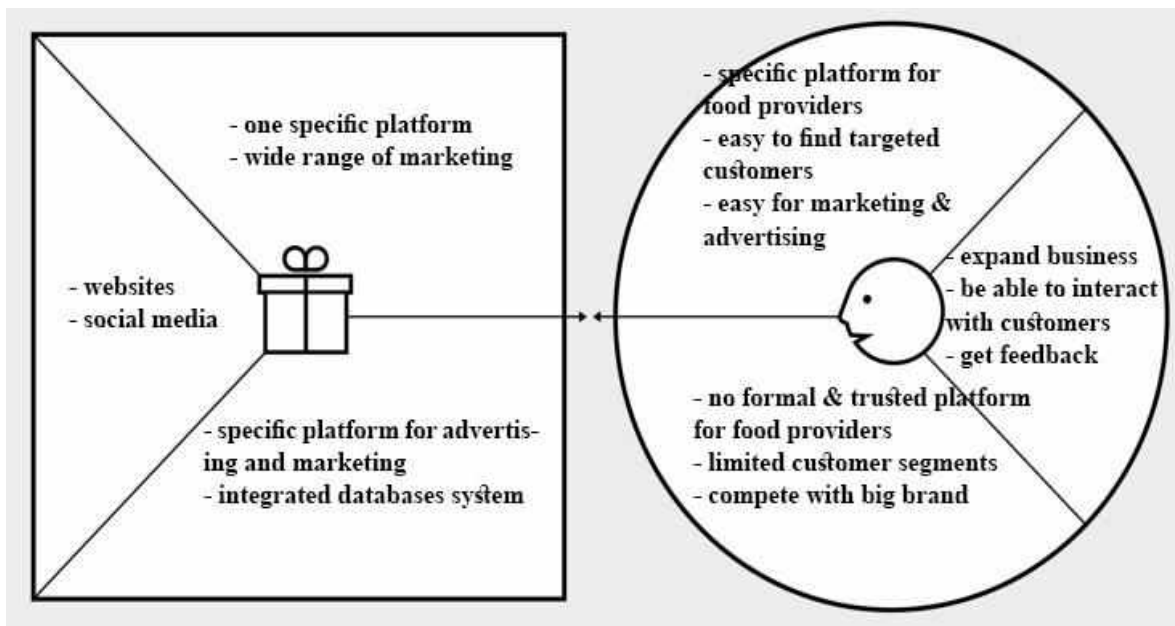 - one specific platform
- wide range of marketing
- websites
- social media
- specific platform for advertis-
ing and marketing
- integrated databases system
- specific platform for
food providers
- easy to find targeted
customers
- easy for marketing &
advertising
- expand business
- be able to interact
with customers
- get feedback
- no formal & trusted platform
for food providers
- limited customer segments
- compete with big brand